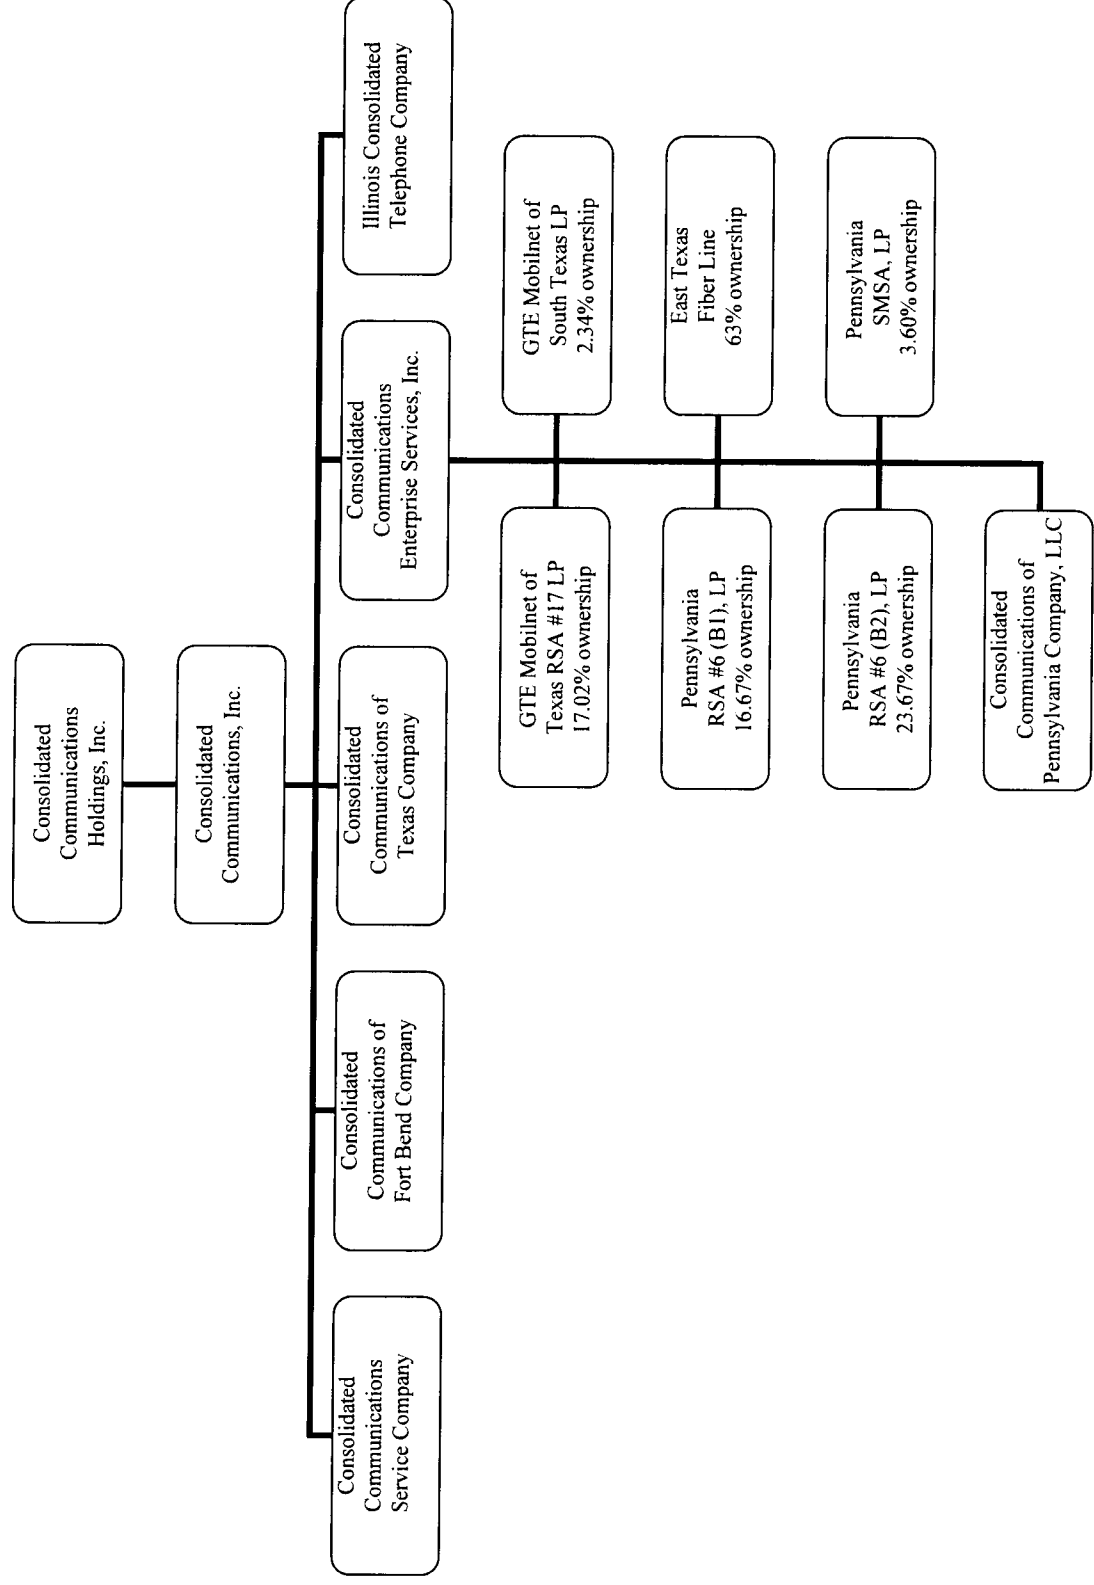 Consolidated
Communications
Holdings, Inc.
Consolidated
Communications, Inc.
Consolidated
Communications
Service Company
Consolidated
Communications of
Fort Bend Company
Consolidated
Communications of
Texas Company
Consolidated
Communications
Enterprise Services, Inc.
Illinois Consolidated
Telephone Company
GTE Mobilnet of
Texas RSA #17 LP
17.02% ownership
GTE Mobilnet of
South Texas LP
2.34% ownership
Pennsylvania
RSA #6 (B1), LP
16.67% ownership
East Texas
Fiber Line
63% ownership
Pennsylvania
RSA #6 (B2), LP
23.67% ownership
Pennsylvania
SMSA, LP
3.60% ownership
Consolidated
Communications of
Pennsylvania Company, LLC